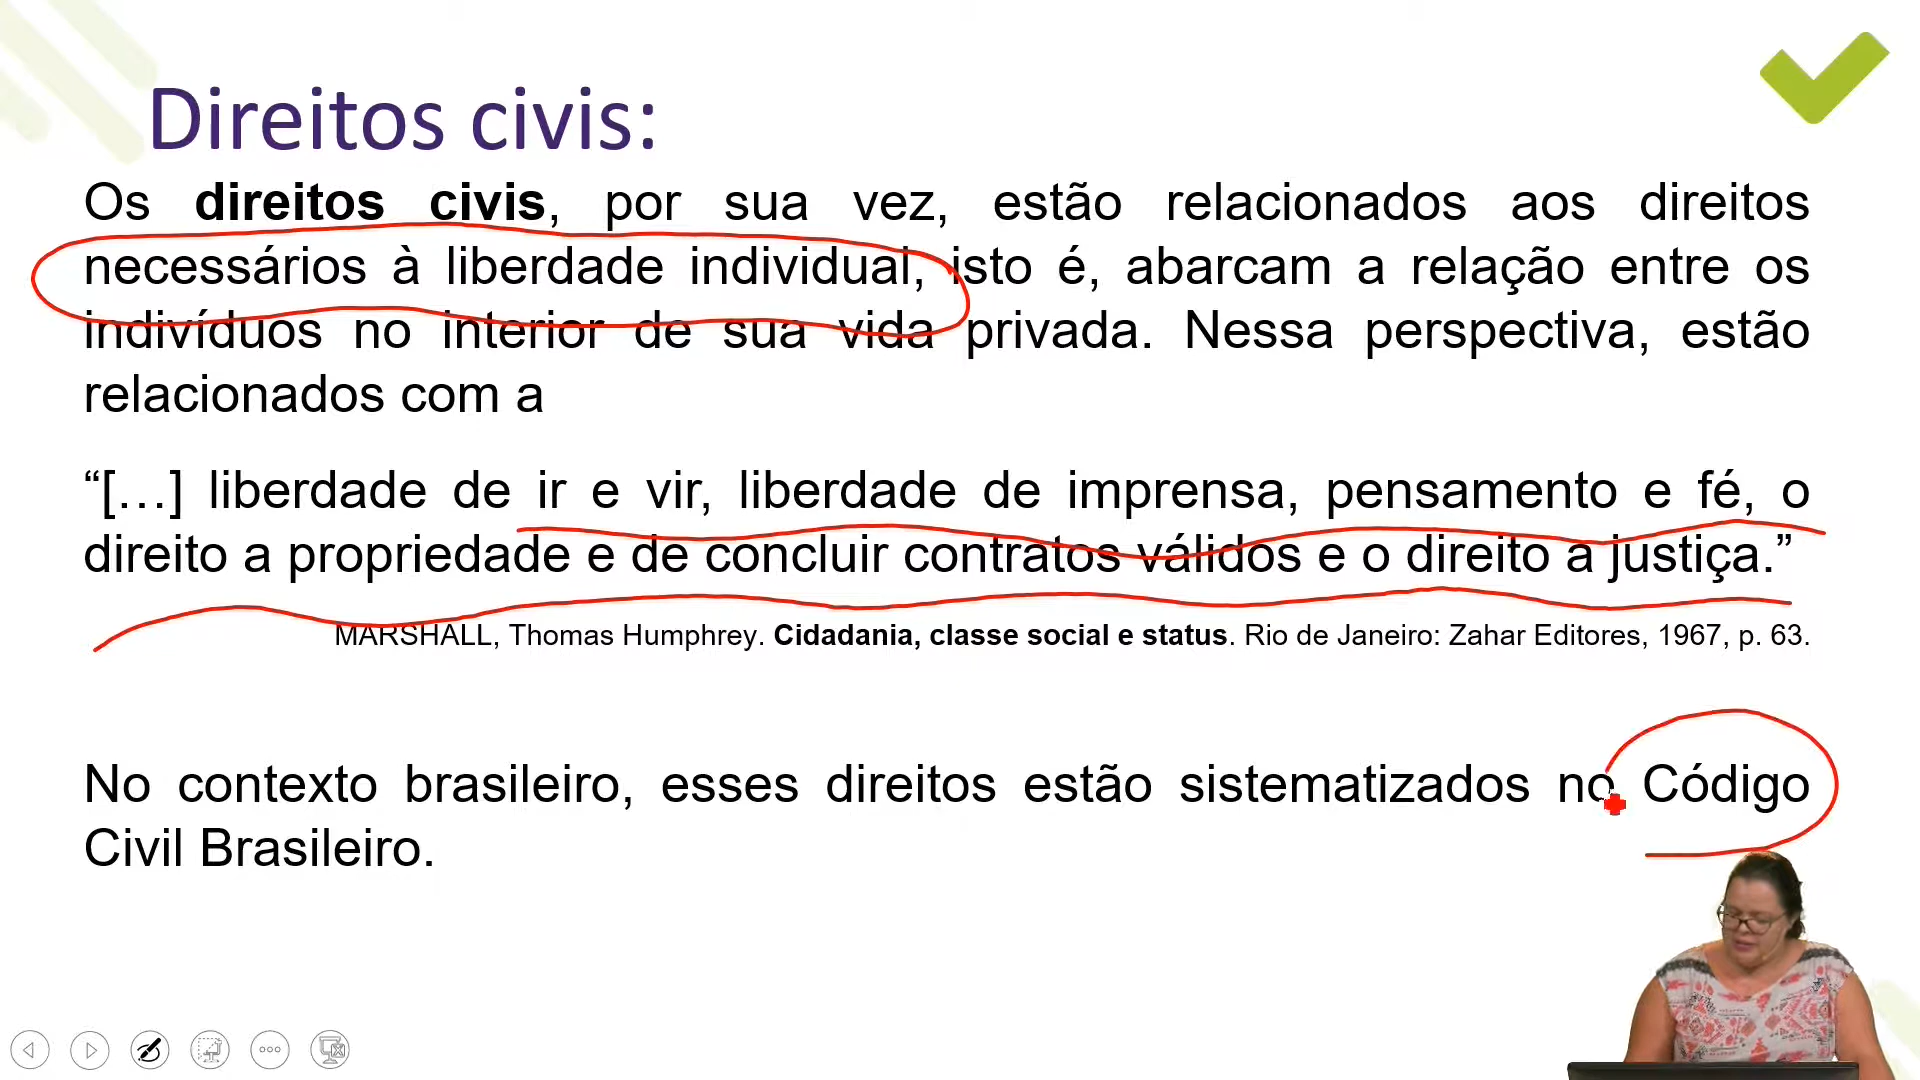 Direitos civis:
Os direitos civis, por sua vez, estão relacionados aos direitos
necessários à liberdade individual, isto é, abarcam a relação entre os
indivíduos no interior de sua vida privada. Nessa perspectiva, estão
relacionados com a
“[…] liberdade de ir e vir, liberdade de imprensa, pensamento e fé, o
direito a propriedade e de concluir contratos válidos e o direito a justiça.”
MARSHALL, Thomas Humphrey. Cidadania, classe social e status. Rio de Janeiro: Zahar Editores, 1967, p. 63.
No contexto brasileiro, esses direitos estão sistematizados no Código
Civil Brasileiro.